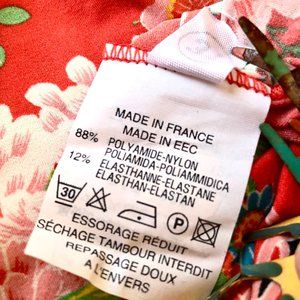 MADE IN FRANCE
MADE IN EEC
88% POLYAMIDE-NYLON
POLIAMIDA-POLIAMMIDICA
12% ELASTHANNE-ELASTANE
ELASTHAN-ELASTAN
30 P
ESSORAGE REDUIT
SÉCHAGE TAMBOUR INTERDIT
REPASSAGE DOUX
A L'ENVERS